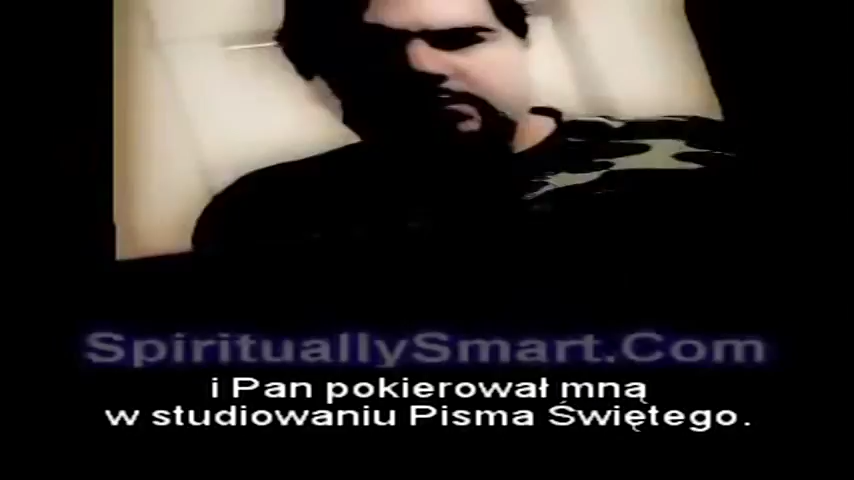 SpirituallySmart.Com
i Pan pokierował mną
w studiowaniu Pisma Świętego.